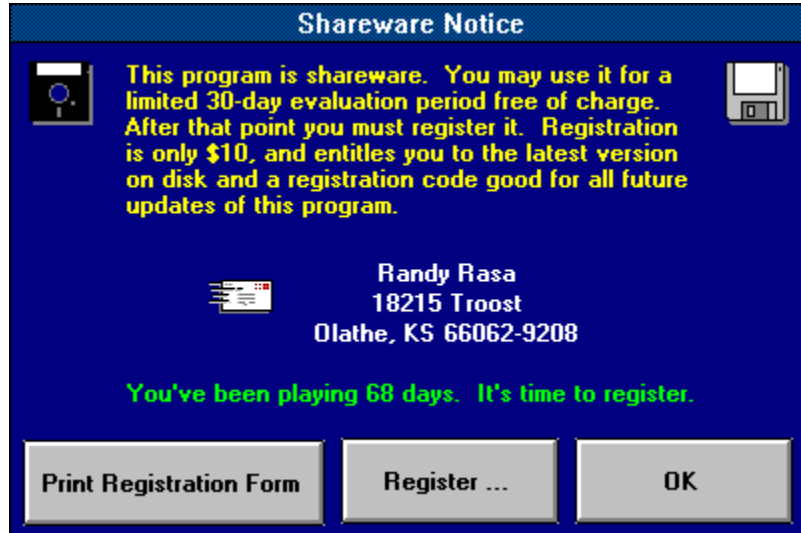 Shareware Notice
This program is shareware.  You may use it for a
limited 30-day evaluation period free of charge.
After that point you must register it.  Registration
is only $10, and entitles you to the latest version
on disk and a registration code good for all future
updates of this program.
Randy Rasa
18215 Troost
Olathe, KS 66062-9208
You've been playing 68 days.  It's time to register.
Print Registration Form
Register ...
OK